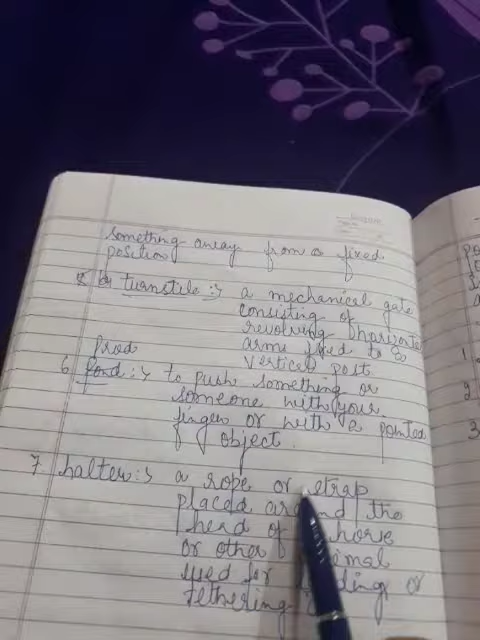 something away from a fixed
position
5 turnstile :> a mechanical gate
consisting of
revolving horizontal
arms fixed to a
vertical post
Prod
6 :> to push something or
someone with your
finger or with a pointed
object.
7 halter :> a rope or strap
placed around the
head of horse
or other animal
used for or
tethering